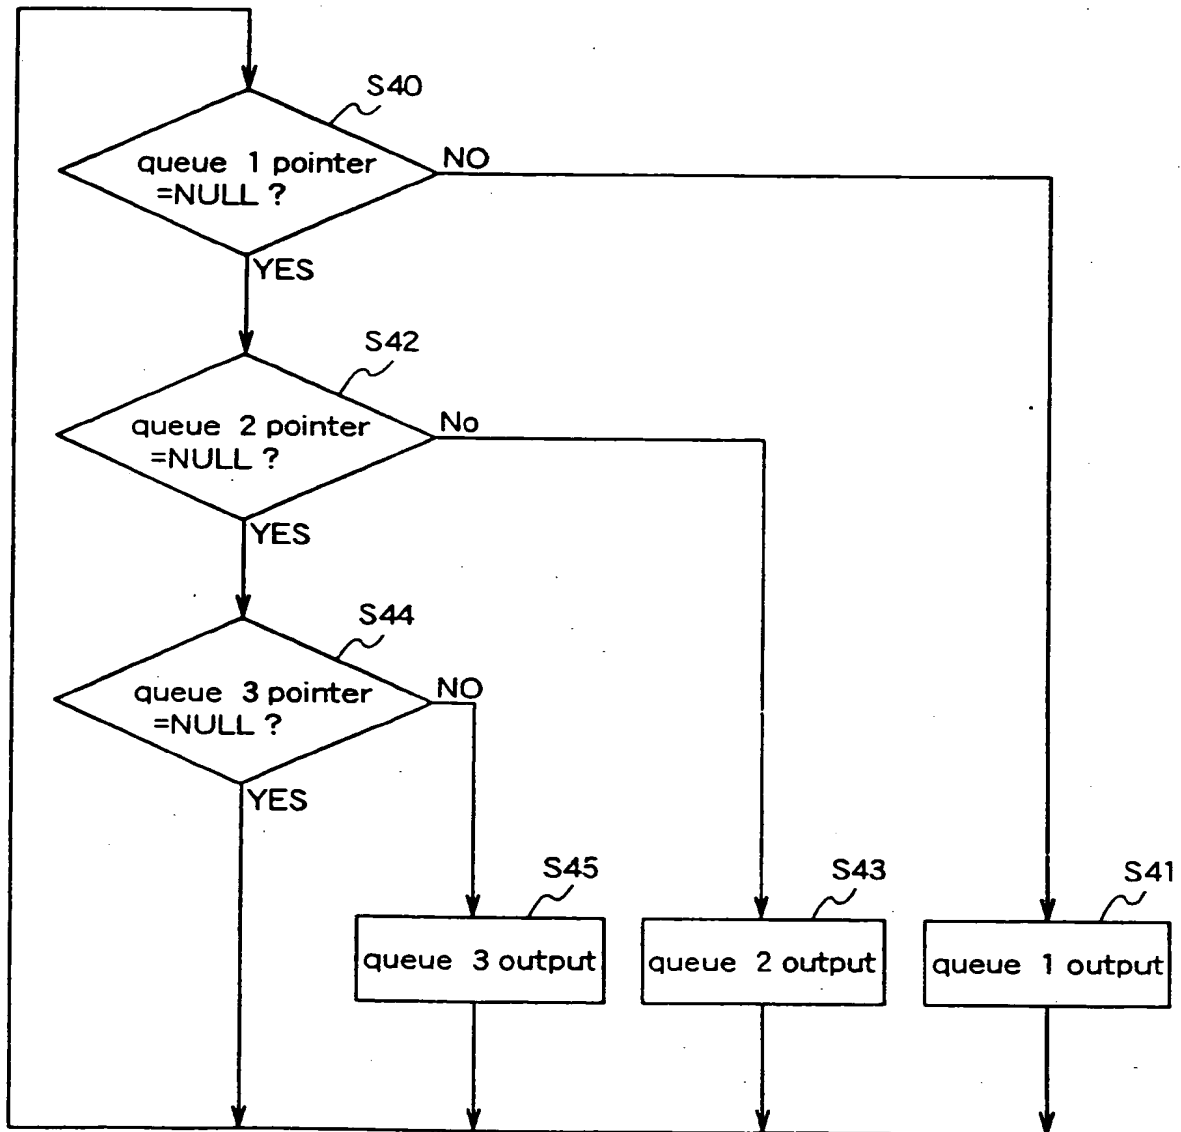 S40
queue 1 pointer
=NULL ?
NO
YES
S42
queue 2 pointer
=NULL ?
No
YES
S44
queue 3 pointer
=NULL ?
NO
YES
S45
S43
S41
queue 3 output
queue 2 output
queue 1 output